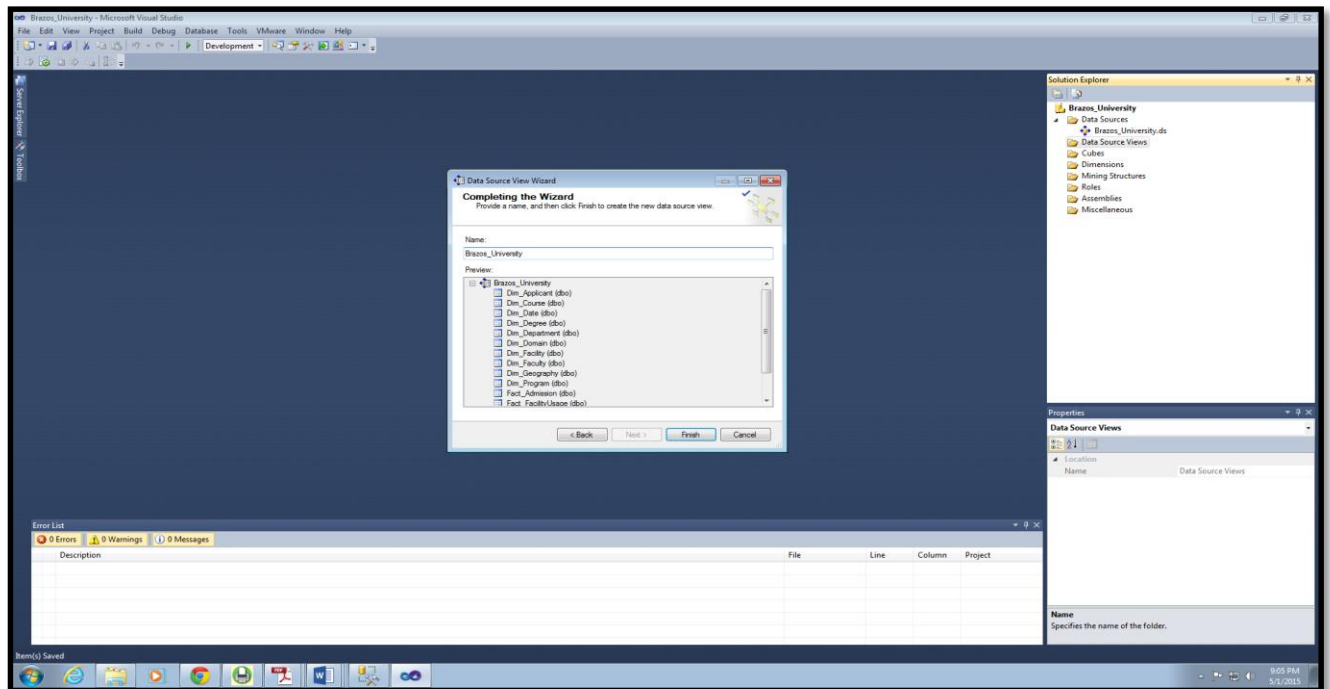 Brazos_University - Microsoft Visual Studio
File Edit View Project Build Debug Database Tools VMware Window Help
Development
Server Explorer
Toolbox
Solution Explorer
Brazos_University
Data Sources
Brazos_University.ds
Data Source Views
Cubes
Dimensions
Mining Structures
Roles
Assemblies
Miscellaneous
Data Source View Wizard
Completing the Wizard
Provide a name, and then click Finish to create the new data source view.
Name:
Brazos_University
Preview:
Brazos_University
Dim_Applicant (dbo)
Dim_Course (dbo)
Dim_Date (dbo)
Dim_Degree (dbo)
Dim_Department (dbo)
Dim_Domain (dbo)
Dim_Facility (dbo)
Dim_Faculty (dbo)
Dim_Geography (dbo)
Dim_Program (dbo)
Fact_Admission (dbo)
Fact_FacilityUsage (dbo)
< Back Next > Finish Cancel
Properties
Data Source Views
Location
Name Data Source Views
Name
Specifies the name of the folder.
Error List
0 Errors 0 Warnings 0 Messages
Description File Line Column Project
Item(s) Saved
9:05 PM
5/1/2015